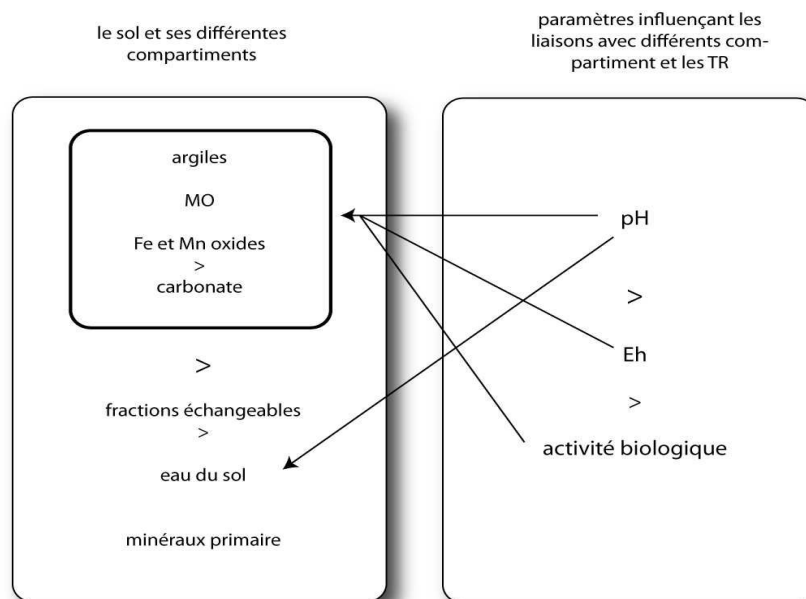 le sol et ses différentes
compartiments
argiles
MO
Fe et Mn oxides
>
carbonate
>
fractions échangeables
>
eau du sol
minéraux primaire
paramètres influençant les
liaisons avec différents com-
partiment et les TR
pH
>
Eh
>
activité biologique